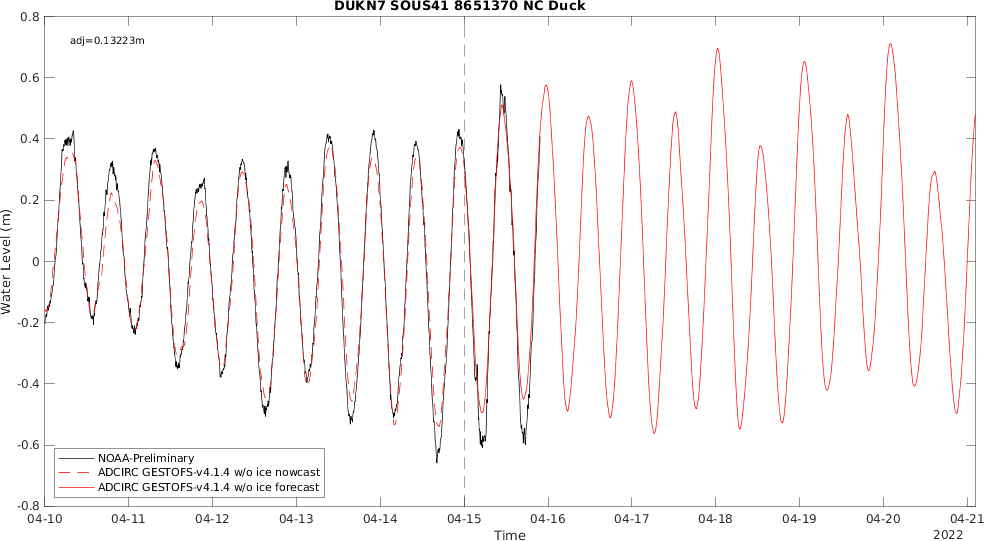 DUKN7 SOUS41 8651370 NC Duck
adj=0.13223m
0.8
0.6
0.4
0.2
0
-0.2
-0.4
-0.6
-0.8
Water Level (m)
NOAA-Preliminary
ADCIRC GESTOFS-v4.1.4 w/o ice nowcast
ADCIRC GESTOFS-v4.1.4 w/o ice forecast
04-10 04-11 04-12 04-13 04-14 04-15 04-16 04-17 04-18 04-19 04-20 04-21
Time
2022